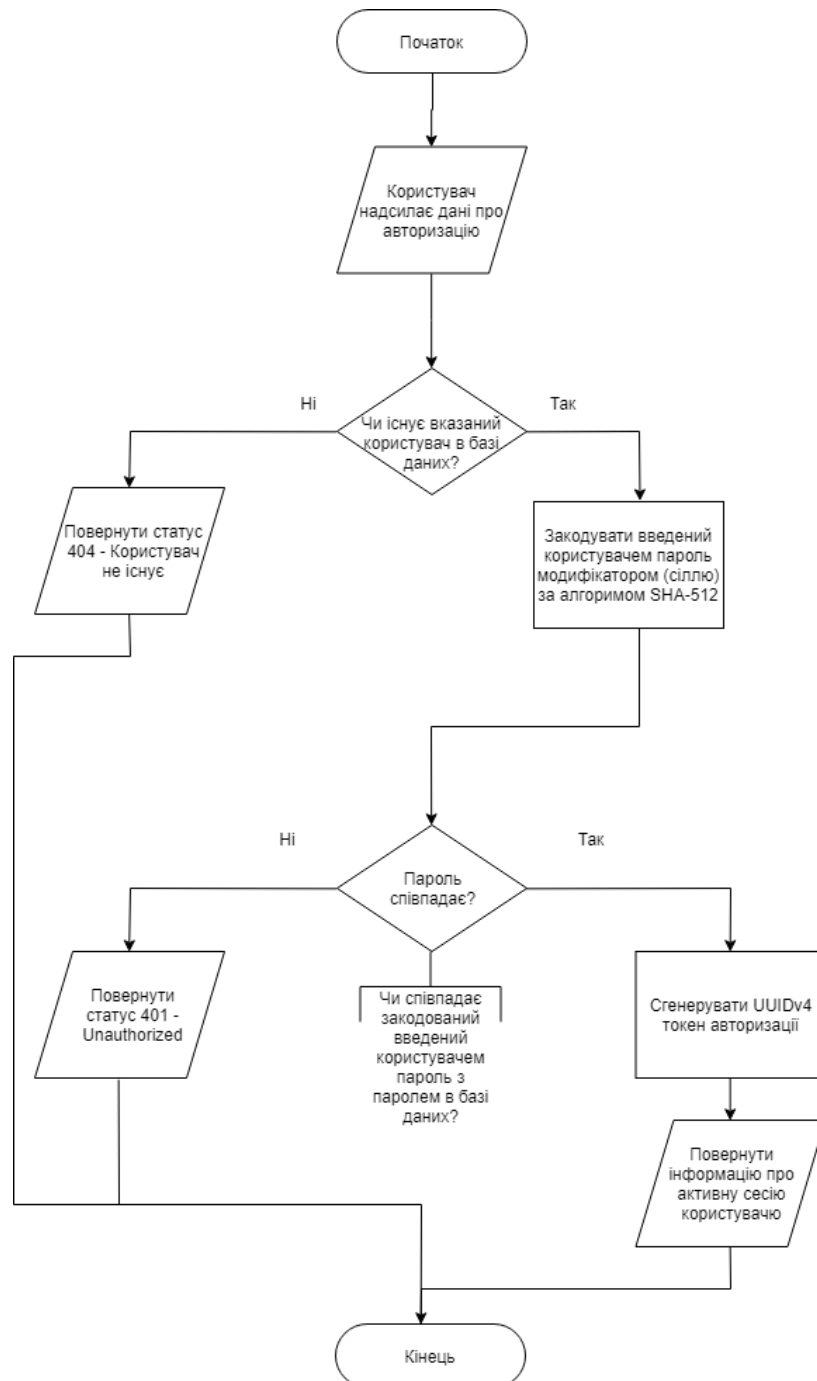 Початок
Користувач
надсилає дані про
авторизацію
Ні
Так
Чи існує вказаний
користувач в базі
даних?
Повернути статус
404 - Користувач
не існує
Закодувати введений
користувачем пароль
модифікатором (сіллю)
за алгоримом SHA-512
Ні
Так
Пароль
співпадає?
Повернути
статус 401 -
Unauthorized
Чи співпадає
закодований
введений
користувачем
пароль з
паролем в базі
даних?
Сгенерувати UUIDv4
токен авторизації
Повернути
інформацію про
активну сесію
користувачю
Кінець